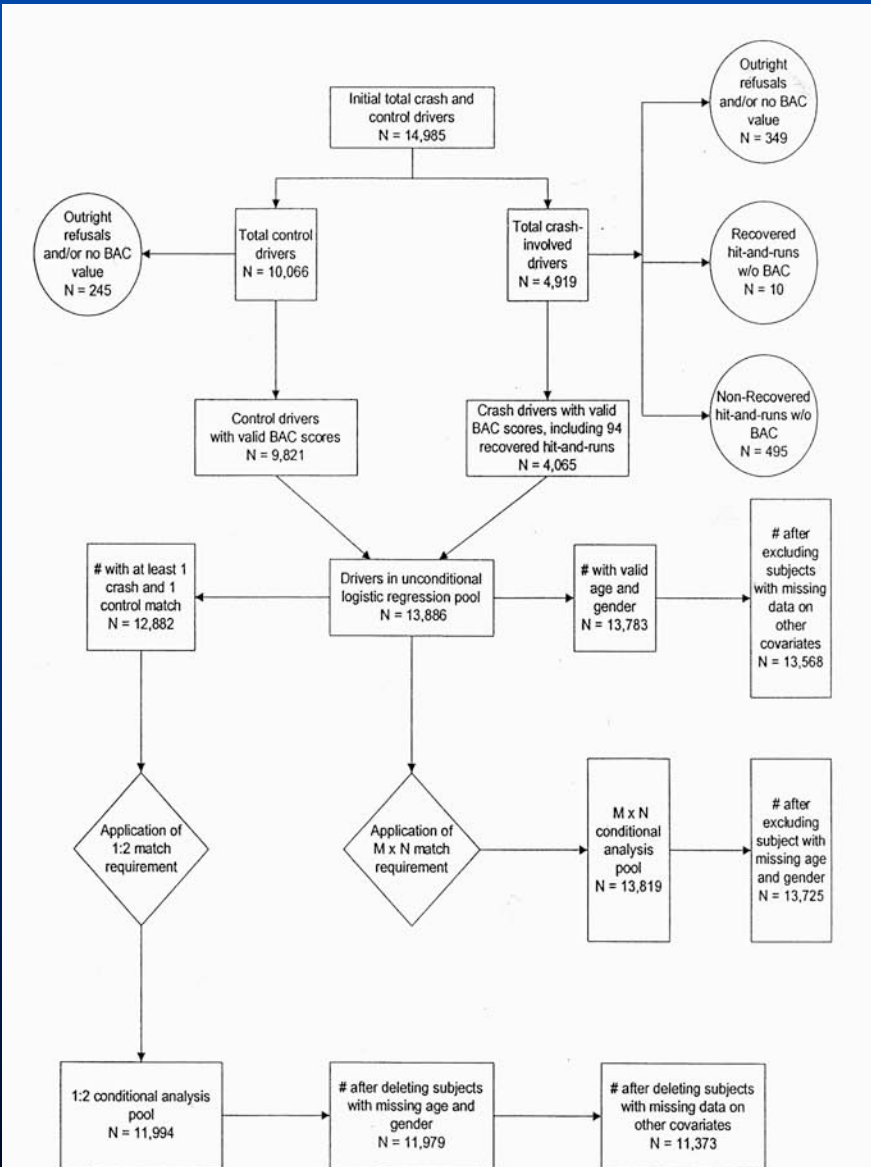 Initial total crash and
control drivers
N = 14,985
Outright
refusals
and/or no BAC
value
N = 349
Outright
refusals
and/or no BAC
value
N = 245
Total control
drivers
N = 10,066
Total crash-
involved
drivers
N = 4,919
Recovered
hit-and-runs
w/o BAC
N = 10
Control drivers
with valid BAC scores
N = 9,821
Crash drivers with valid
BAC scores, including 94
recovered hit-and-runs
N = 4,065
Non-Recovered
hit-and-runs w/o
BAC
N = 495
# with at least 1
crash and 1
control match
N = 12,882
Drivers in unconditional
logistic regression pool
N = 13,886
# with valid
age and
gender
N = 13,783
# after
excluding
subjects
with missing
data on
other
covariates
N = 13,568
Application of
1:2 match
requirement
Application of
M x N match
requirement
M x N
conditional
analysis
pool
N = 13,819
# after
excluding
subject with
missing age
and gender
N = 13,725
1:2 conditional analysis
pool
N = 11,994
# after deleting subjects
with missing age and
gender
N = 11,979
# after deleting subjects
with missing data on
other covariates
N = 11,373